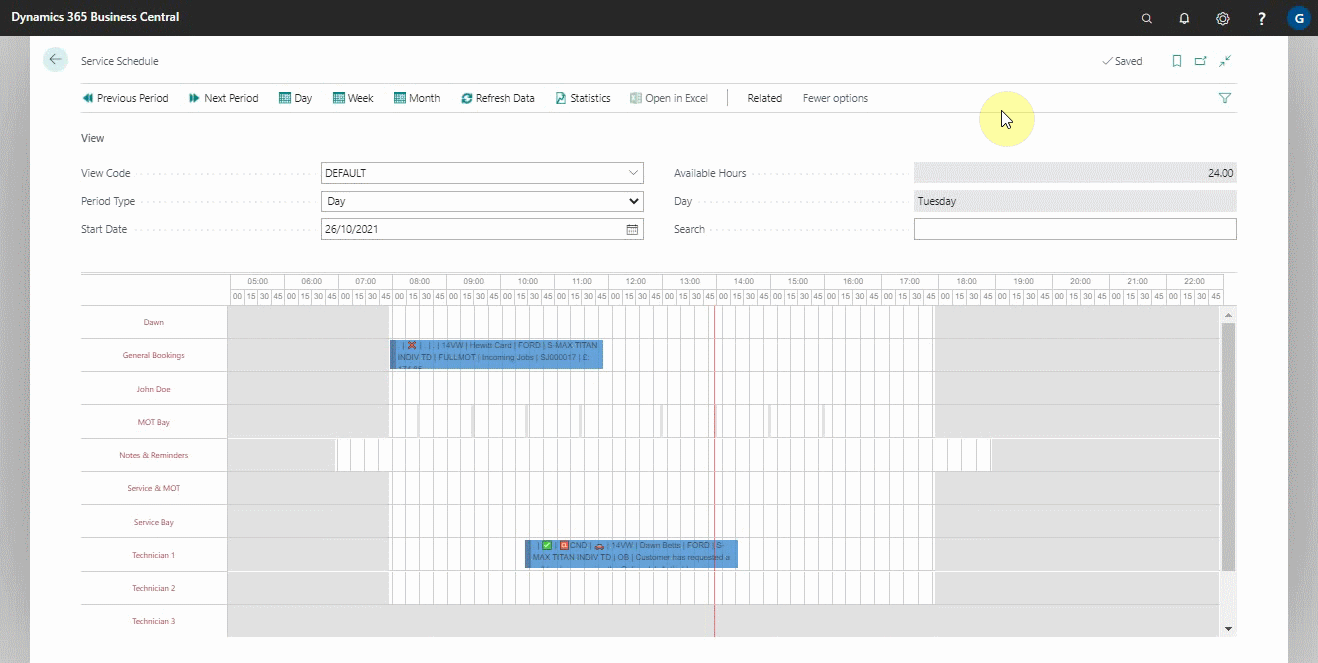 Dynamics 365 Business Central
G
Service Schedule
Saved
Previous Period Next Period Day Week Month Refresh Data Statistics Open in Excel Related Fewer options
View
View Code DEFAULT Available Hours 24.00
Period Type Day Day Tuesday
Start Date 26/10/2021 Search
05:00 06:00 07:00 08:00 09:00 10:00 11:00 12:00 13:00 14:00 15:00 16:00 17:00 18:00 19:00 20:00 21:00 22:00
00 15 30 45 00 15 30 45 00 15 30 45 00 15 30 45 00 15 30 45 00 15 30 45 00 15 30 45 00 15 30 45 00 15 30 45 00 15 30 45 00 15 30 45 00 15 30 45 00 15 30 45 00 15 30 45 00 15 30 45 00 15 30 45 00 15 30 45 00 15 30 45
Dawn
General Bookings
| ❌ | . | . | 14VW | Hewitt Card | FORD | S-MAX TITAN
INDIV TD | FULLMOT | Incoming Jobs | SJ000017 | £:
John Doe
MOT Bay
Notes & Reminders
Service & MOT
Service Bay
Technician 1
| ✅ | CND | 🚗 | 14VW | Dawn Betts | FORD | S-
MAX TITAN INDIV TD | OB | Customer has requested a
Technician 2
Technician 3